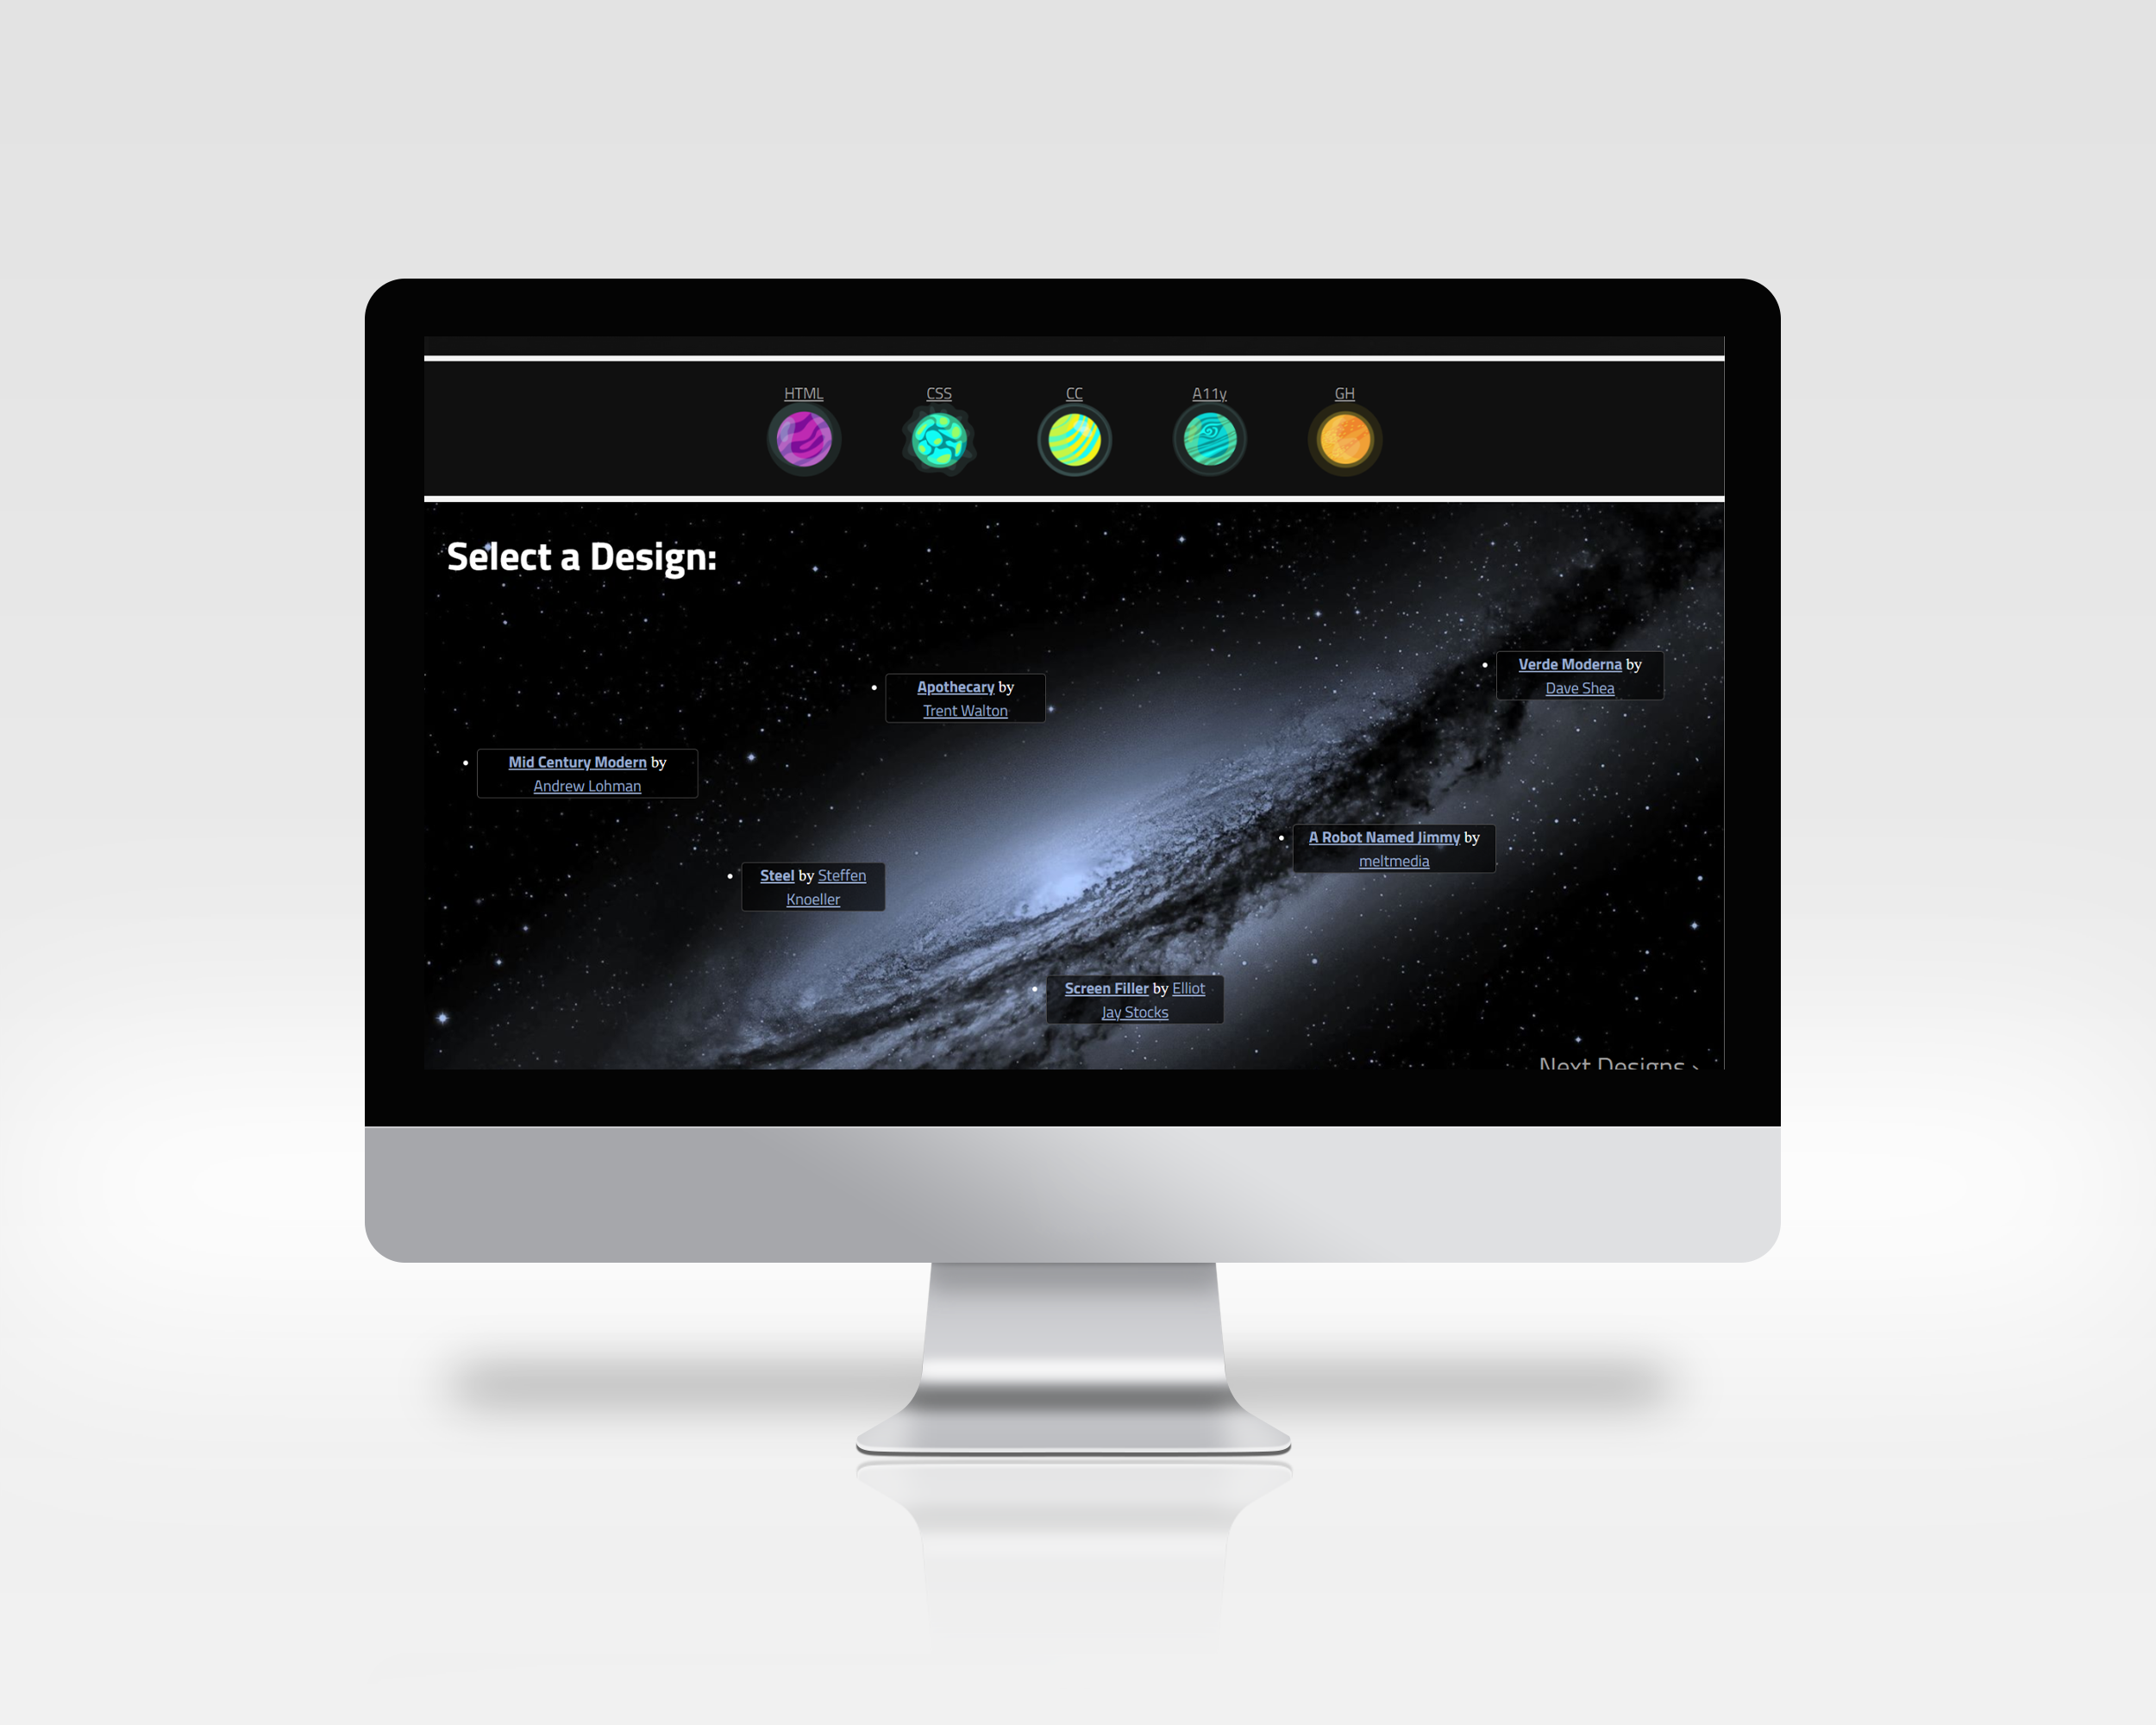 HTML CSS CC A11y GH
Select a Design:
Mid Century Modern by
Andrew Lohman
Steel by Steffen
Knoeller
Apothecary by
Trent Walton
Screen Filler by Elliot
Jay Stocks
A Robot Named Jimmy by
meltmedia
Verde Moderna by
Dave Shea
Next Designs ›